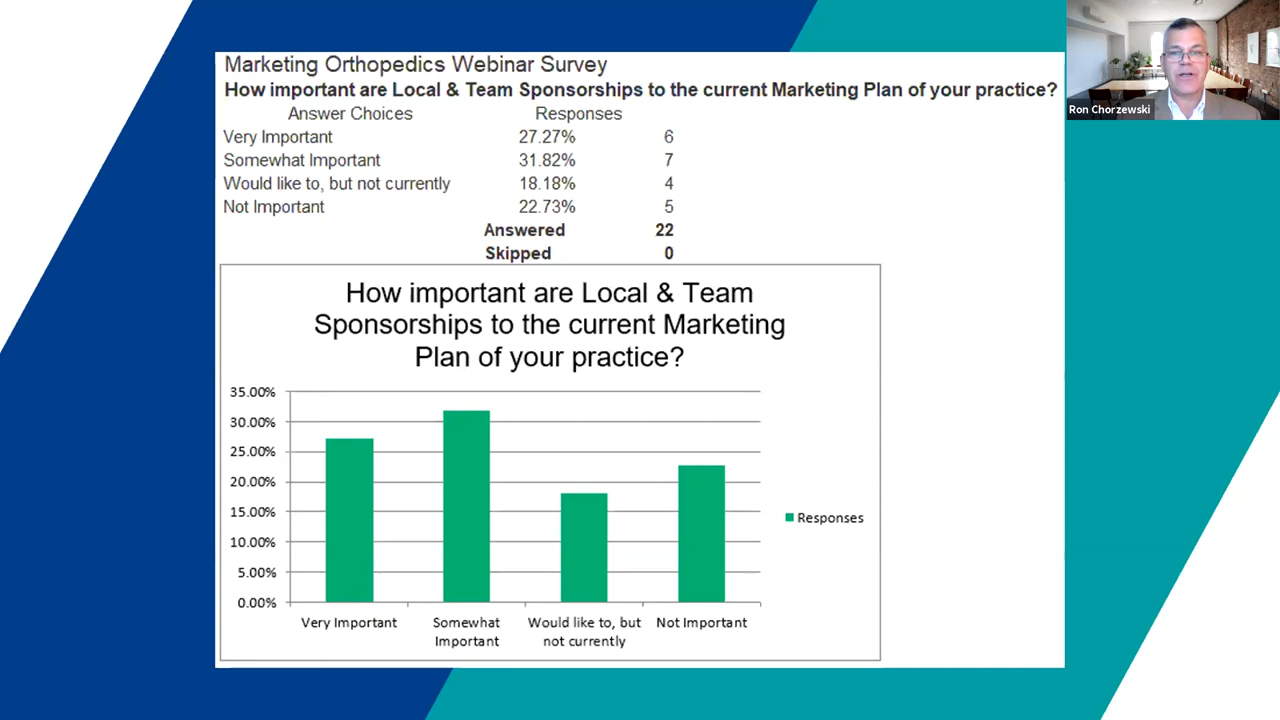 Marketing Orthopedics Webinar Survey
How important are Local & Team Sponsorships to the current Marketing Plan of your practice?
Answer Choices Responses
Very Important 27.27% 6
Somewhat Important 31.82% 7
Would like to, but not currently 18.18% 4
Not Important 22.73% 5
Answered 22
Skipped 0
How important are Local & Team
Sponsorships to the current Marketing
Plan of your practice?
35.00%
30.00%
25.00%
20.00%
15.00%
10.00%
5.00%
0.00%
Very Important
Somewhat
Important
Would like to, but
not currently
Not Important
Responses
Ron Chorzewski